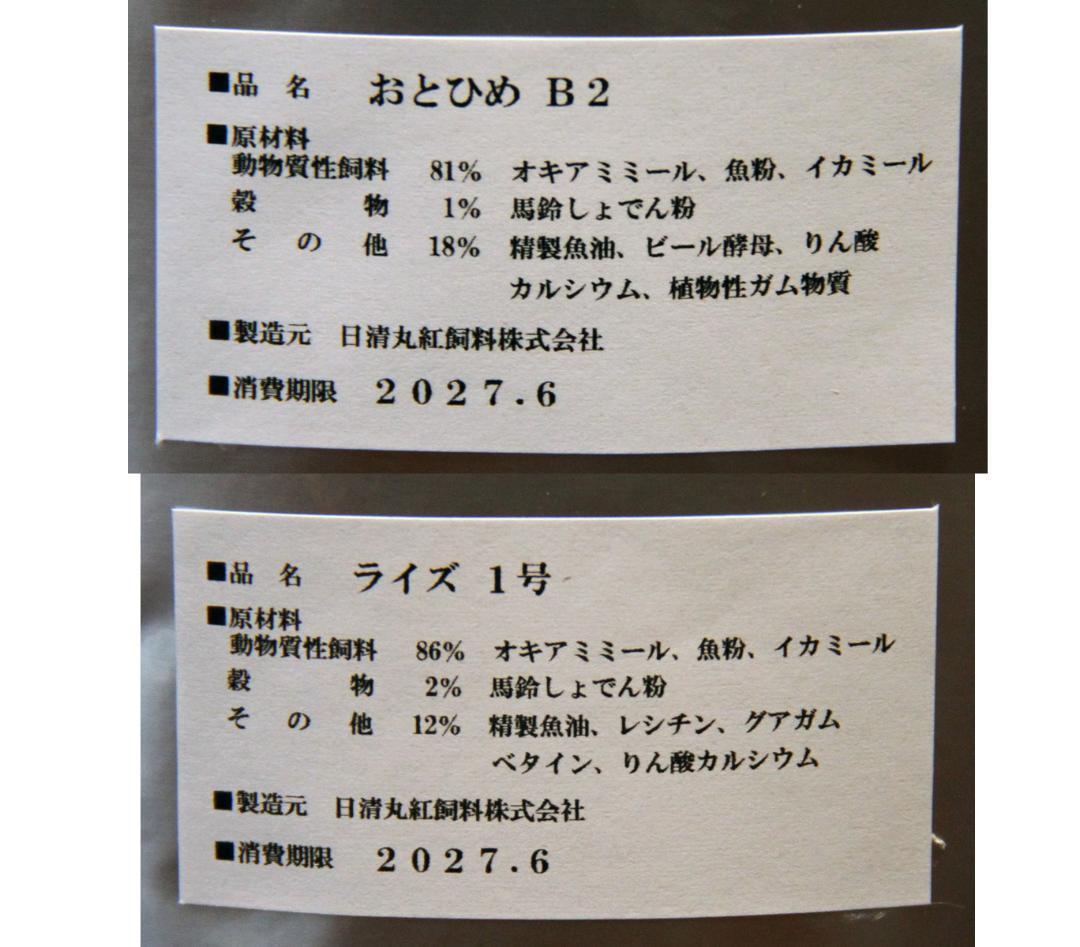 ■品　名　おとひめ B２
■原材料
動物質性飼料　81%　オキアミミール、魚粉、イカミール
穀　物　1%　馬鈴しょでん粉
そ　の　他　18%　精製魚油、ビール酵母、りん酸
カルシウム、植物性ガム物質
■製造元　日清丸紅飼料株式会社
■消費期限　２０２７.６
■品　名　ライズ １号
■原材料
動物質性飼料　86%　オキアミミール、魚粉、イカミール
穀　物　2%　馬鈴しょでん粉
そ　の　他　12%　精製魚油、レシチン、グアガム
ベタイン、りん酸カルシウム
■製造元　日清丸紅飼料株式会社
■消費期限　２０２７.６